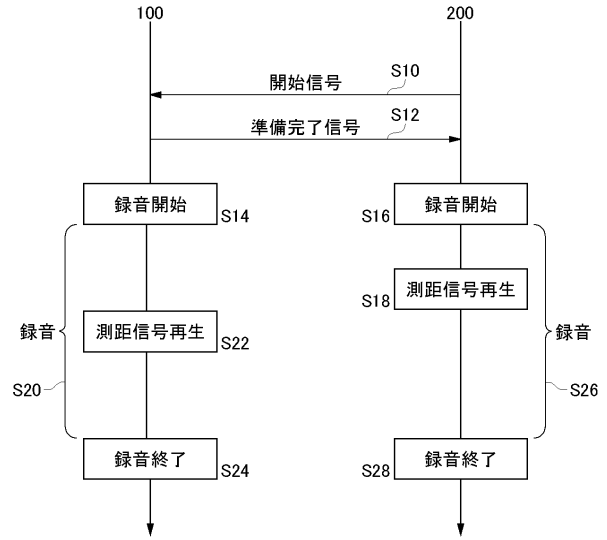 100
200
開始信号
S10
準備完了信号
S12
録音開始
S14
録音開始
S16
測距信号再生
S18
録音
測距信号再生
S22
録音
S20
S26
録音終了
S24
録音終了
S28